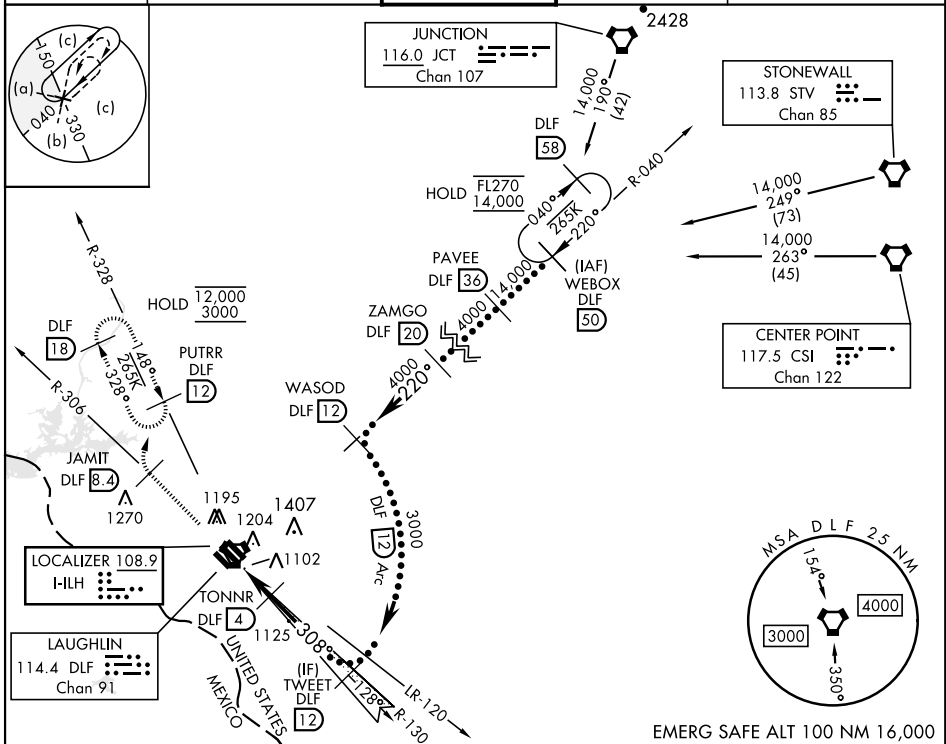 150
(c)
(a)
(c)
040
(b)
330
JUNCTION
116.0 JCT
Chan 107
2428
14,000
190°
(42)
STONEWALL
113.8 STV
Chan 85
DLF
58
R-040
HOLD FL270
14,000
040°
265K
220°
14,000
249°
(73)
14,000
263°
(45)
PAVEE
DLF 36
14,000
(IAF)
WEBOX
DLF
50
ZAMGO
DLF 20
4000
CENTER POINT
117.5 CSI
Chan 122
R-328
HOLD 12,000
3000
DLF
18
148°
265K
328°
PUTRR
DLF
12
4000
220°
WASOD
DLF 12
R-306
JAMIT
DLF 8.4
1270
1195
1204
1407
1102
DLF 12 Arc
3000
LOCALIZER 108.9
I-ILH
TONNR
DLF 4
1125
308°
LAUGHLIN
114.4 DLF
Chan 91
UNITED STATES
MEXICO
(IF)
TWEET
DLF
12
128°
R-130
LR-120
MSA DLF 25 NM
154°
4000
3000
350°
EMERG SAFE ALT 100 NM 16,000